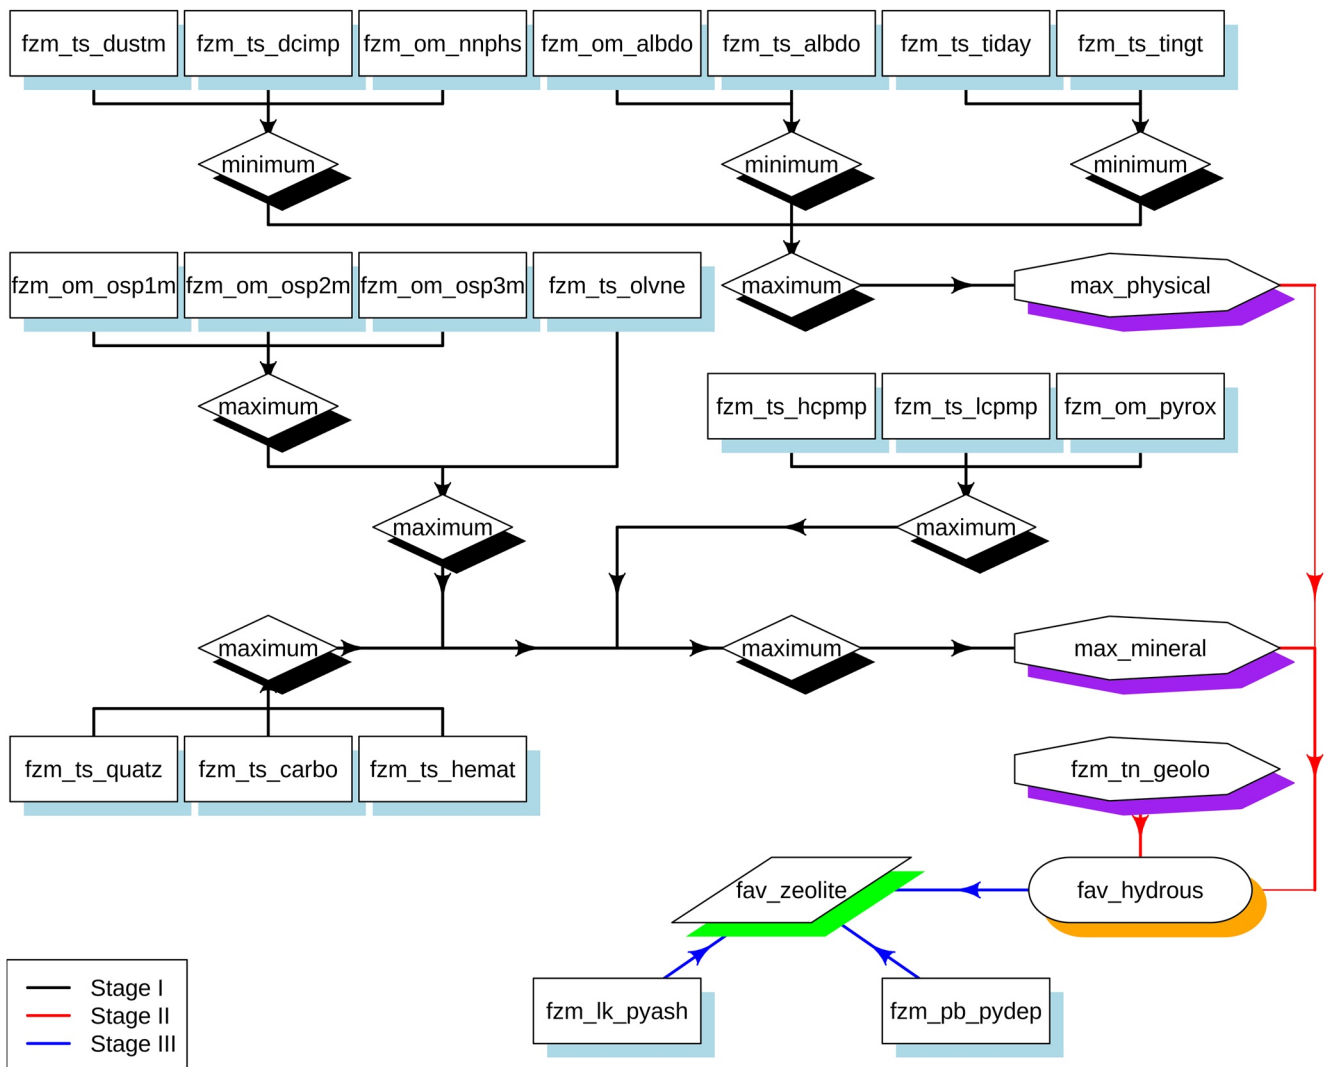 fzm_ts_dustm
fzm_ts_dcimp
fzm_om_nnphs
fzm_om_albdo
fzm_ts_albdo
fzm_ts_tiday
fzm_ts_tingt
minimum
minimum
minimum
fzm_om_osp1m
fzm_om_osp2m
fzm_om_osp3m
fzm_ts_olvne
maximum
max_physical
maximum
fzm_ts_hcpmp
fzm_ts_lcpmp
fzm_om_pyrox
maximum
maximum
maximum
maximum
max_mineral
fzm_ts_quatz
fzm_ts_carbo
fzm_ts_hemat
fzm_tn_geolo
fav_zeolite
fav_hydrous
fzm_lk_pyash
fzm_pb_pydep
Stage I
Stage II
Stage III